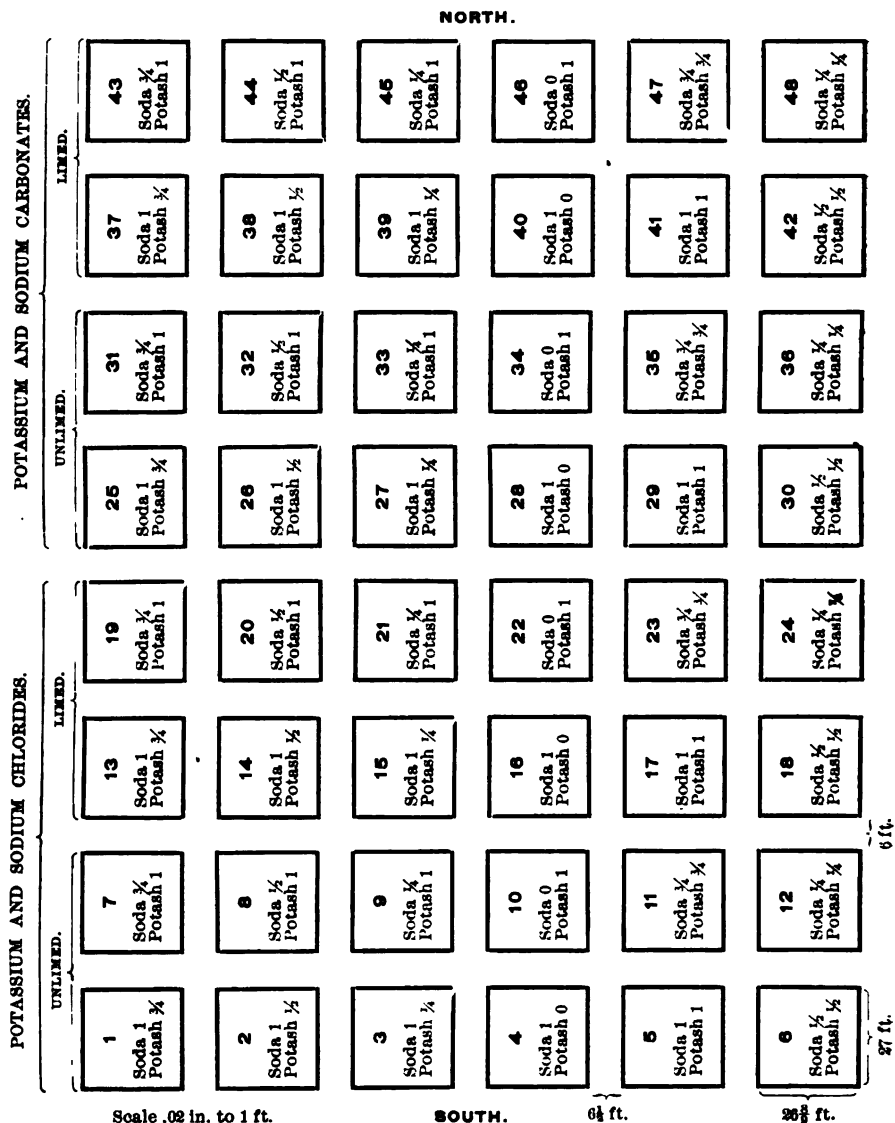 NORTH.
POTASSIUM AND SODIUM CHLORIDES.
UNLIMED.
1
Soda 1
Potash ¾
2
Soda 1
Potash ½
3
Soda 1
Potash ¼
4
Soda 1
Potash 0
5
Soda 1
Potash 1
6
Soda ½
Potash ½
7
Soda ¾
Potash 1
8
Soda ½
Potash 1
9
Soda ¼
Potash 1
10
Soda 0
Potash 1
11
Soda ¾
Potash ¾
12
Soda ¼
Potash ¼
LIMED.
13
Soda 1
Potash ¾
14
Soda 1
Potash ½
15
Soda 1
Potash ¼
16
Soda 1
Potash 0
17
Soda 1
Potash 1
18
Soda ½
Potash ½
19
Soda ¾
Potash 1
20
Soda ½
Potash 1
21
Soda ¼
Potash 1
22
Soda 0
Potash 1
23
Soda ¾
Potash ¾
24
Soda ¼
Potash ¼
POTASSIUM AND SODIUM CARBONATES.
UNLIMED.
25
Soda 1
Potash ¾
26
Soda 1
Potash ½
27
Soda 1
Potash ¼
28
Soda 1
Potash 0
29
Soda 1
Potash 1
30
Soda ½
Potash ½
31
Soda ¾
Potash 1
32
Soda ½
Potash 1
33
Soda ¼
Potash 1
34
Soda 0
Potash 1
35
Soda ¾
Potash ¾
36
Soda ¼
Potash ¼
LIMED.
37
Soda 1
Potash ¾
38
Soda 1
Potash ½
39
Soda 1
Potash ¼
40
Soda 1
Potash 0
41
Soda 1
Potash 1
42
Soda ½
Potash ½
43
Soda ¾
Potash 1
44
Soda ½
Potash 1
45
Soda ¼
Potash 1
46
Soda 0
Potash 1
47
Soda ¾
Potash ¾
48
Soda ¼
Potash ¼
6 ft.
27 ft.
Scale .02 in. to 1 ft.
SOUTH.
ft.
ft.